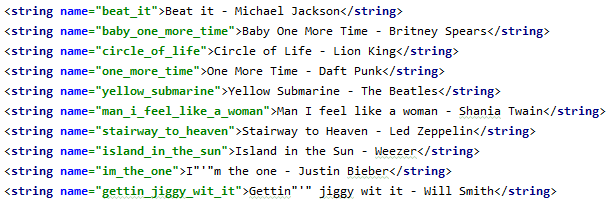 <string name="beat_it">Beat it - Michael Jackson</string>
<string name="baby_one_more_time">Baby One More Time - Britney Spears</string>
<string name="circle_of_life">Circle of Life - Lion King</string>
<string name="one_more_time">One More Time - Daft Punk</string>
<string name="yellow_submarine">Yellow Submarine - The Beatles</string>
<string name="man_i_feel_like_a_woman">Man I feel like a woman - Shania Twain</string>
<string name="stairway_to_heaven">Stairway to Heaven - Led Zeppelin</string>
<string name="island_in_the_sun">Island in the Sun - Weezer</string>
<string name="im_the_one">I"'"m the one - Justin Bieber</string>
<string name="gettin_jiggy_wit_it">Gettin"'" jiggy wit it - Will Smith</string>